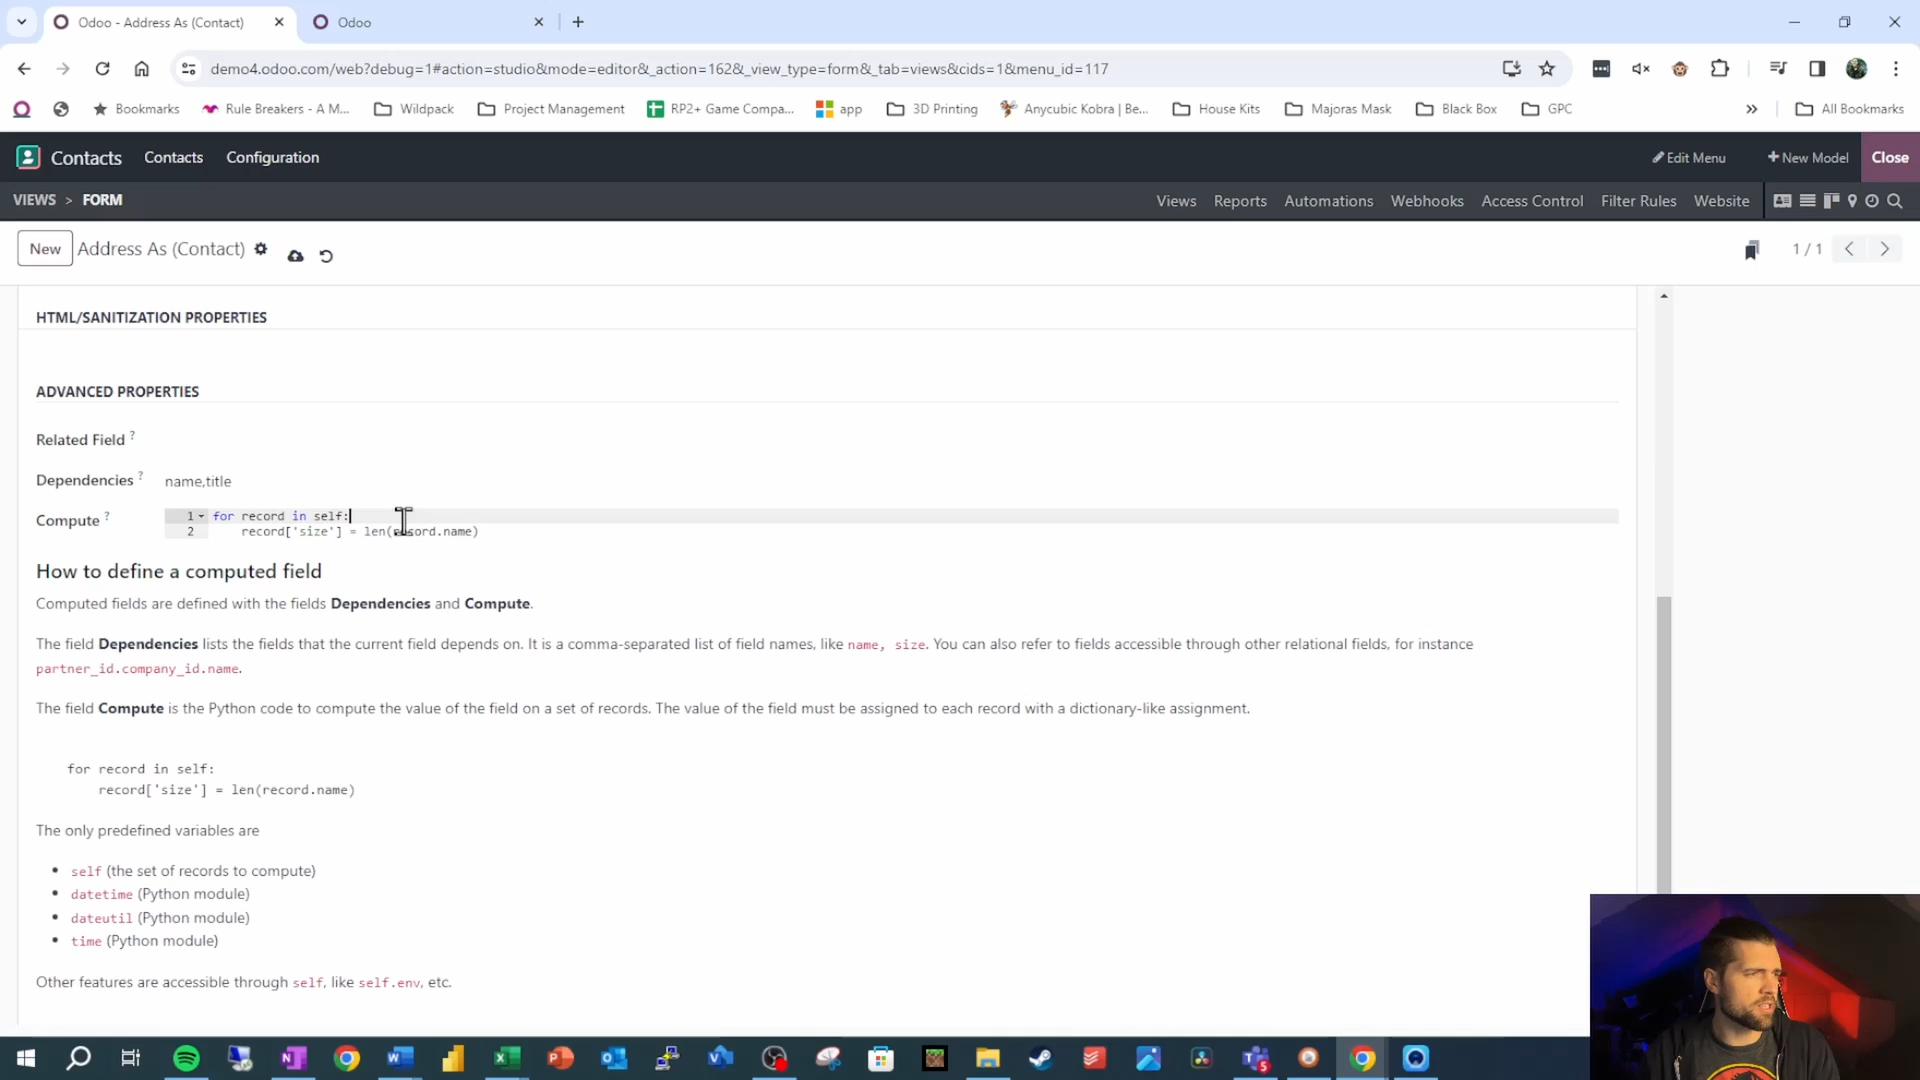 Odoo - Address As (Contact)
Odoo
demo4.odoo.com/web?debug=1#action=studio&mode=editor&_action=162&_view_type=form&_tab=views&cids=1&menu_id=117
Bookmarks
Rule Breakers - A M...
Wildpack
Project Management
RP2+ Game Compa...
app
3D Printing
Anycubic Kobra | Be...
House Kits
Majoras Mask
Black Box
GPC
»
All Bookmarks
Contacts
Contacts
Configuration
Edit Menu
+New Model
Close
VIEWS > FORM
Views
Reports
Automations
Webhooks
Access Control
Filter Rules
Website
New
Address As (Contact)
1 / 1
HTML/SANITIZATION PROPERTIES
ADVANCED PROPERTIES
Related Field ?
Dependencies ? name,title
Compute ?
1 for record in self:
2 record['size'] = len(record.name)
How to define a computed field
Computed fields are defined with the fields Dependencies and Compute.
The field Dependencies lists the fields that the current field depends on. It is a comma-separated list of field names, like name, size. You can also refer to fields accessible through other relational fields, for instance
partner_id.company_id.name.
The field Compute is the Python code to compute the value of the field on a set of records. The value of the field must be assigned to each record with a dictionary-like assignment.
for record in self:
record['size'] = len(record.name)
The only predefined variables are
• self (the set of records to compute)
• datetime (Python module)
• dateutil (Python module)
• time (Python module)
Other features are accessible through self, like self.env, etc.